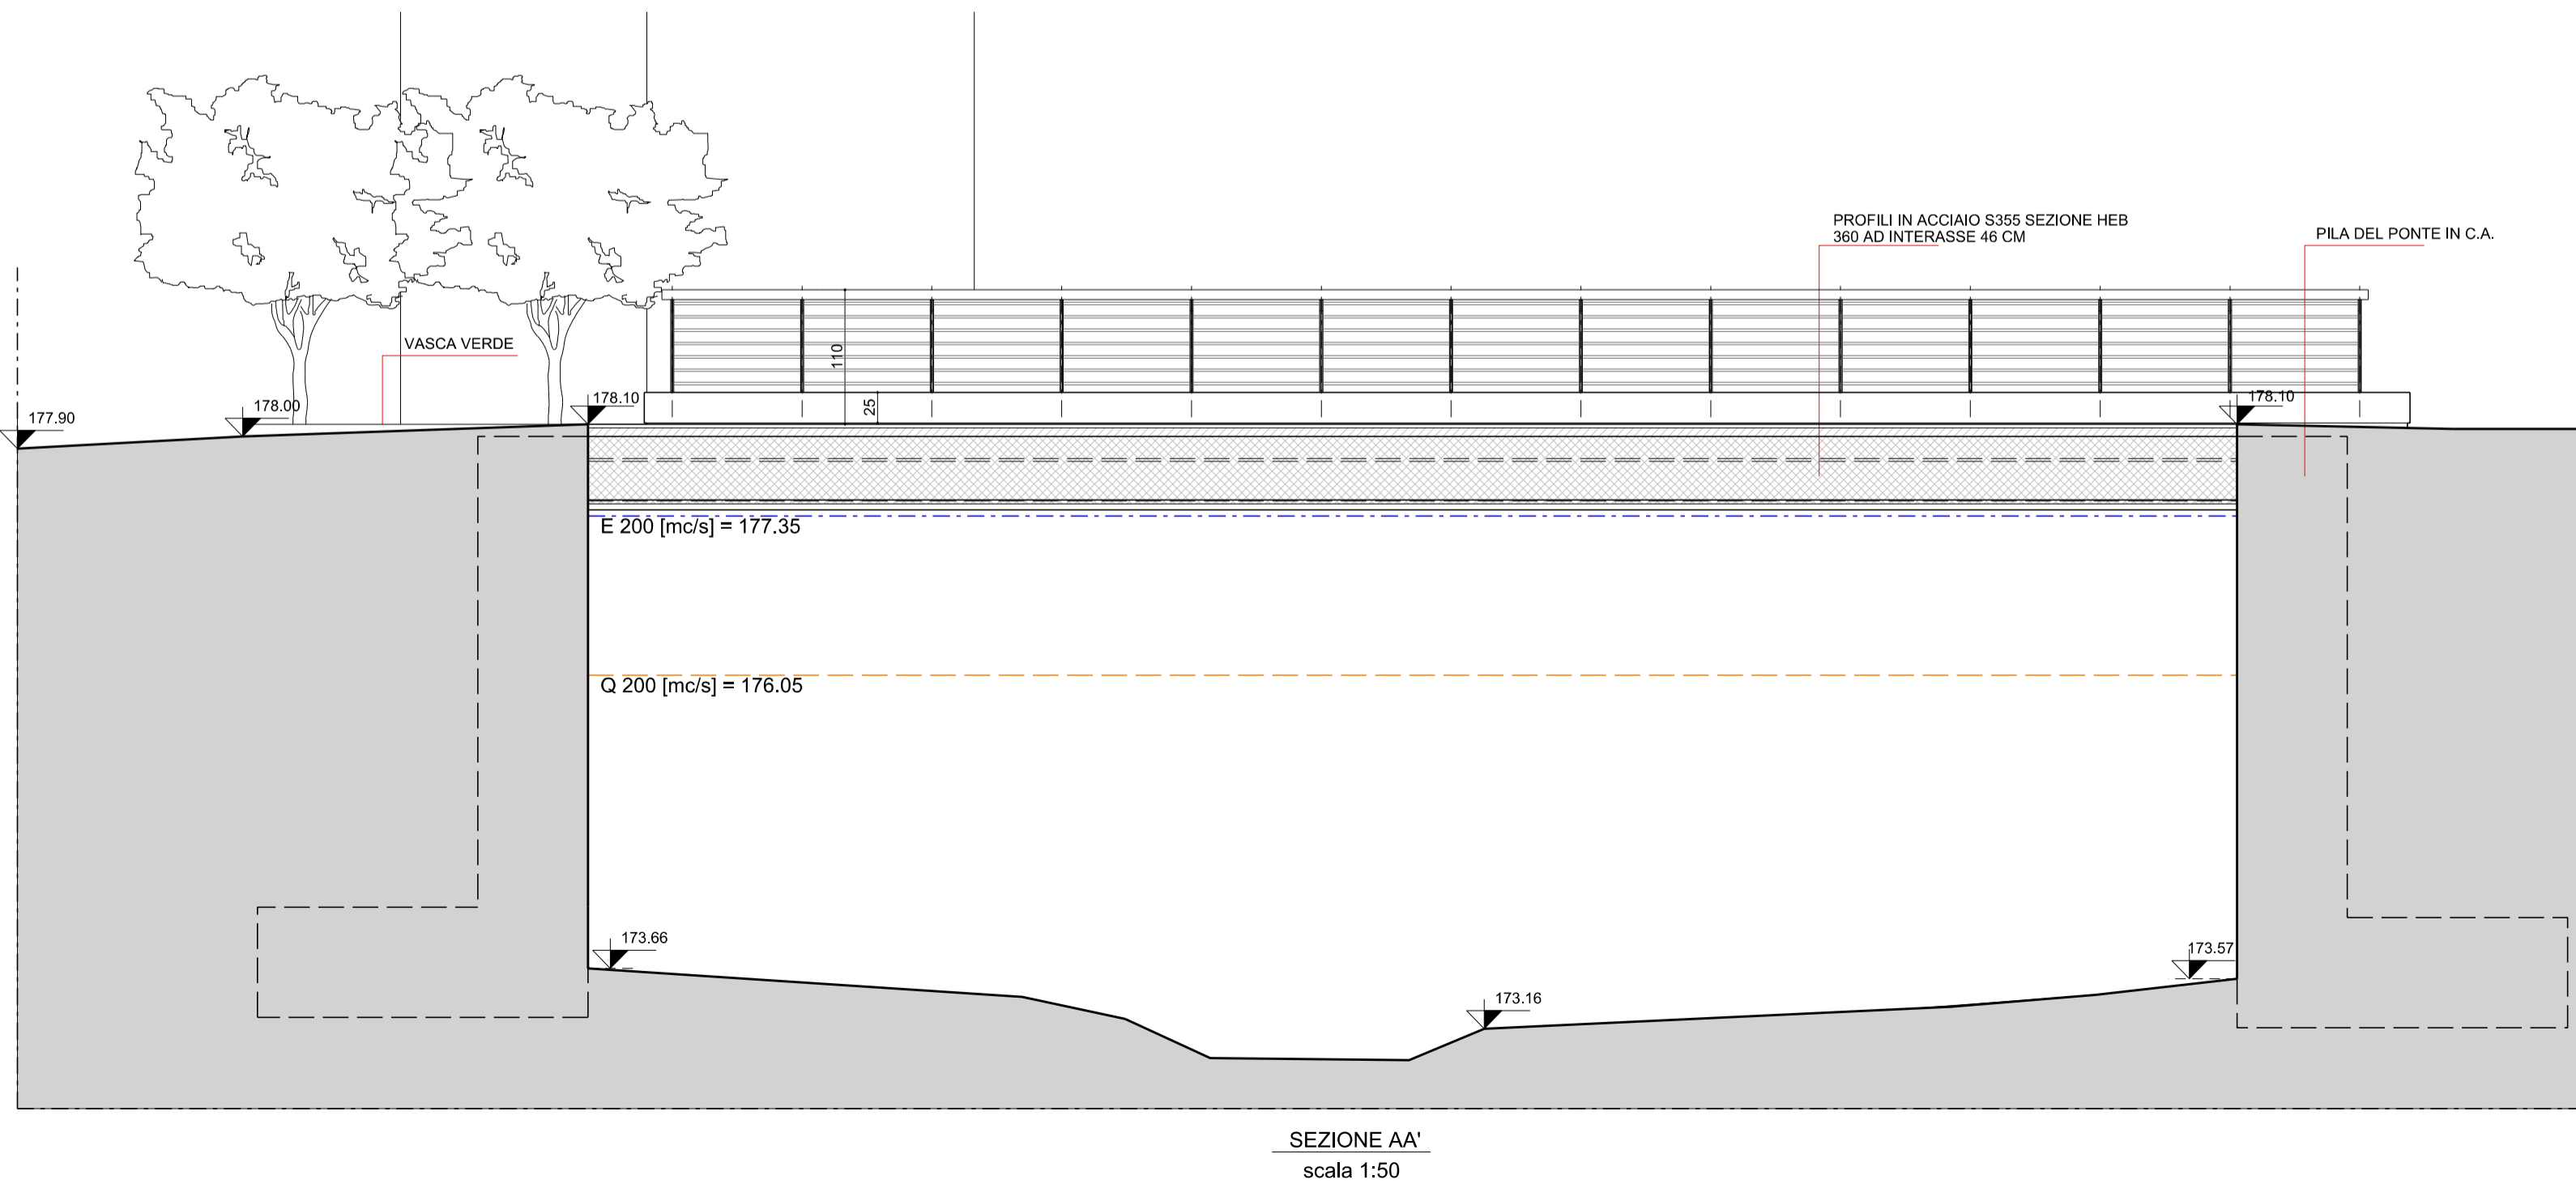 PROFILI IN ACCIAIO S355 SEZIONE HEB
360 AD INTERASSE 46 CM
PILA DEL PONTE IN C.A.
VASCA VERDE
110
25
177.90
178.00
178.10
178.10
E 200 [mc/s] = 177.35
Q 200 [mc/s] = 176.05
173.66
173.57
173.16
SEZIONE AA'
scala 1:50